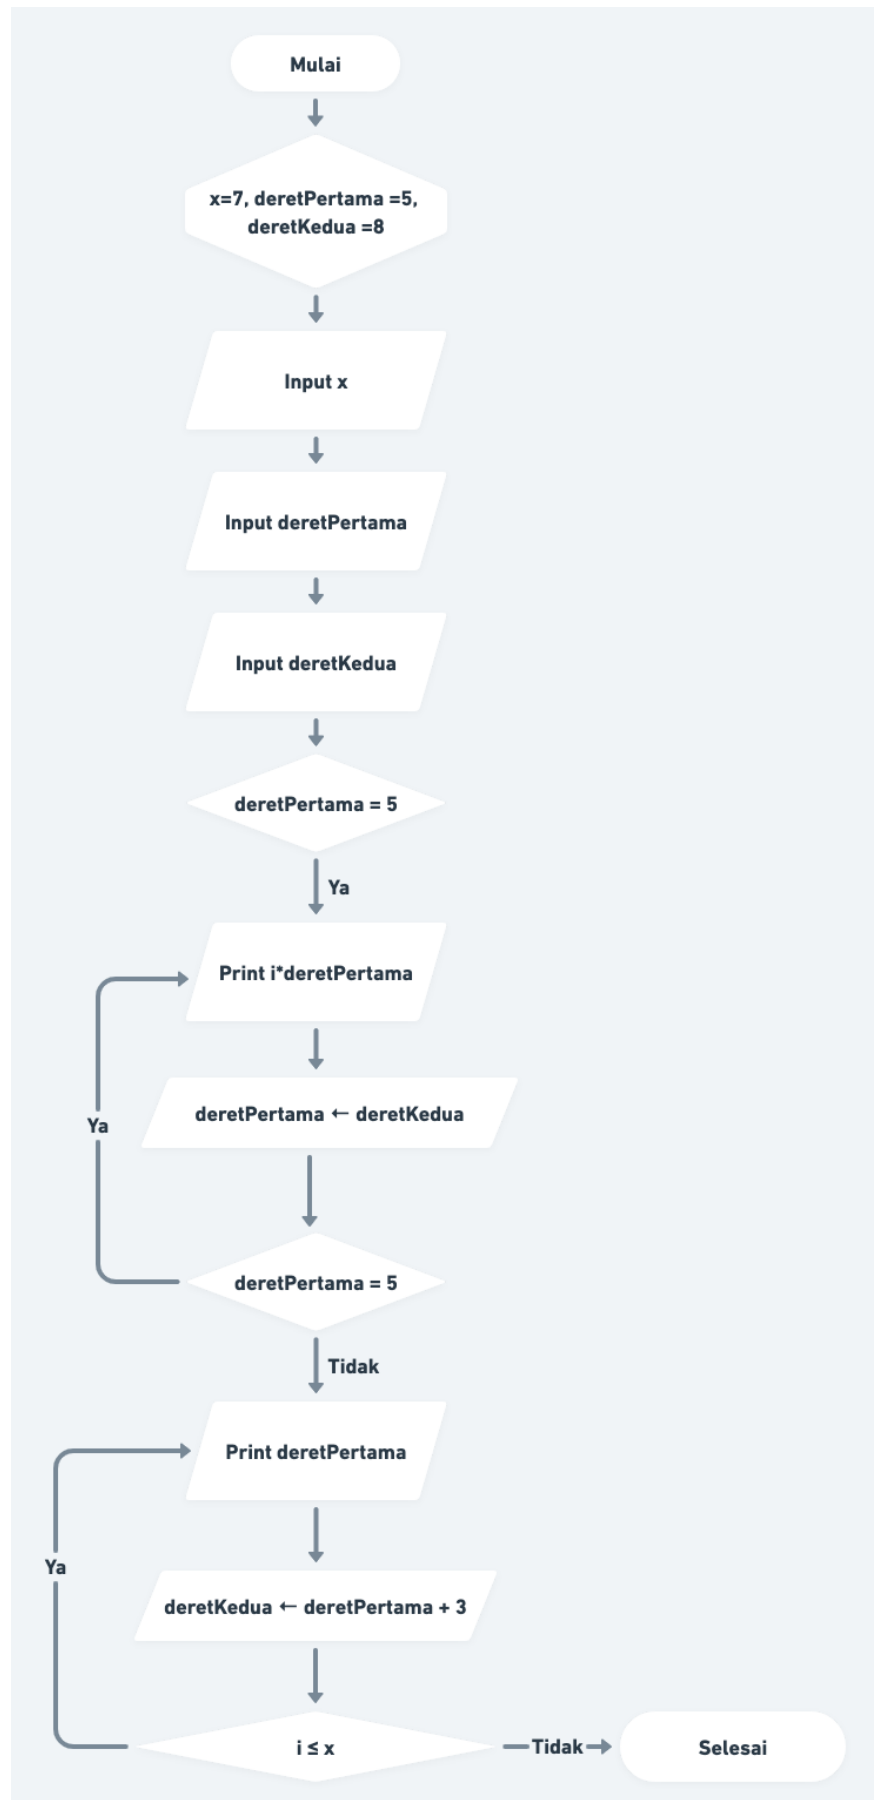 Mulai
x=7, deretPertama =5,
deretKedua =8
Input x
Input deretPertama
Input deretKedua
deretPertama = 5
Ya
Print i*deretPertama
deretPertama ← deretKedua
Ya
deretPertama = 5
Tidak
Print deretPertama
Ya
deretKedua ← deretPertama + 3
i ≤ x
Tidak
Selesai